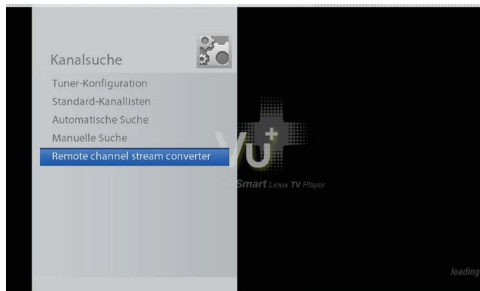 Kanalsuche
Tuner-Konfiguration
Standard-Kanallisten
Automatische Suche
Manuelle Suche
Remote channel stream converter
Vu+
Smart Linux TV Player
loading